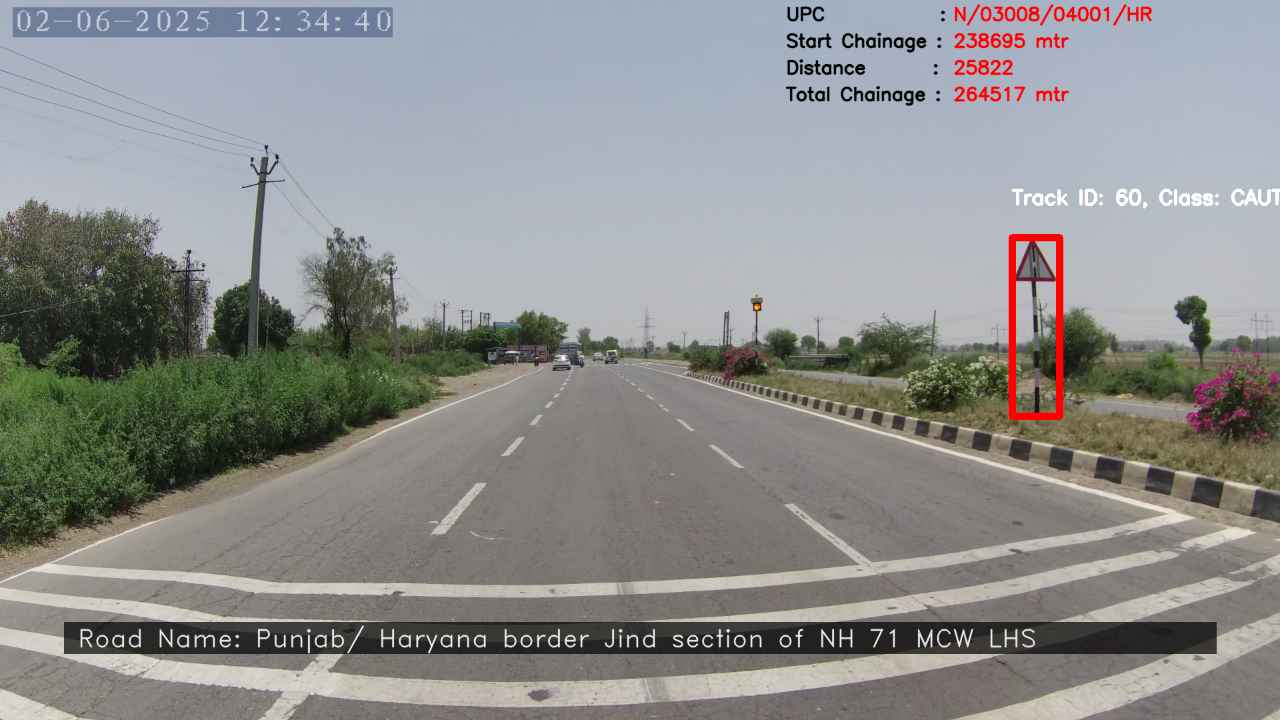 02-06-2025 12:34:40
UPC : N/03008/04001/HR
Start Chainage : 238695 mtr
Distance : 25822
Total Chainage : 264517 mtr
Track ID: 60, Class: CAUT
Road Name: Punjab/ Haryana border Jind section of NH 71 MCW LHS